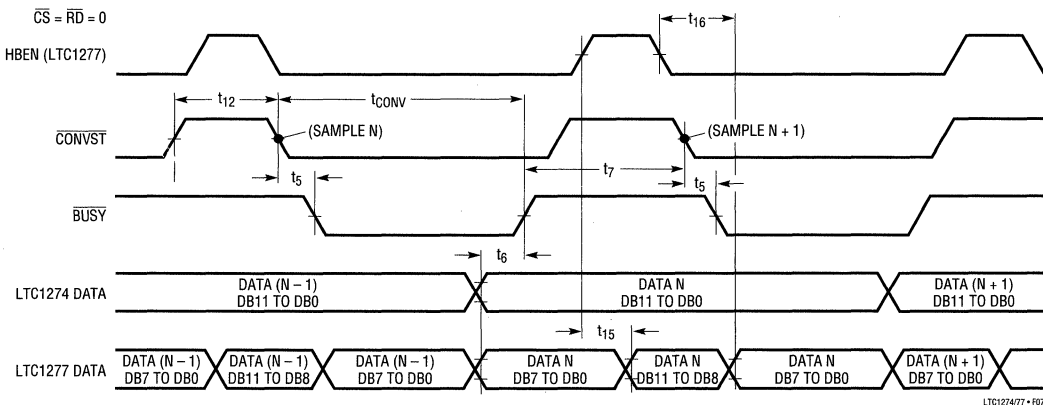 CS = RD = 0
t16
HBEN (LTC1277)
t12
tCONV
CONVST
(SAMPLE N)
(SAMPLE N + 1)
t5
t7
t5
BUSY
t6
LTC1274 DATA
DATA (N – 1)
DB11 TO DB0
DATA N
DB11 TO DB0
DATA (N + 1)
DB11 TO DB0
t15
LTC1277 DATA
DATA (N – 1)
DB7 TO DB0
DATA (N – 1)
DB11 TO DB8
DATA (N – 1)
DB7 TO DB0
DATA N
DB7 TO DB0
DATA N
DB11 TO DB8
DATA N
DB7 TO DB0
DATA (N + 1)
DB7 TO DB0
LTC1274/77 • F07